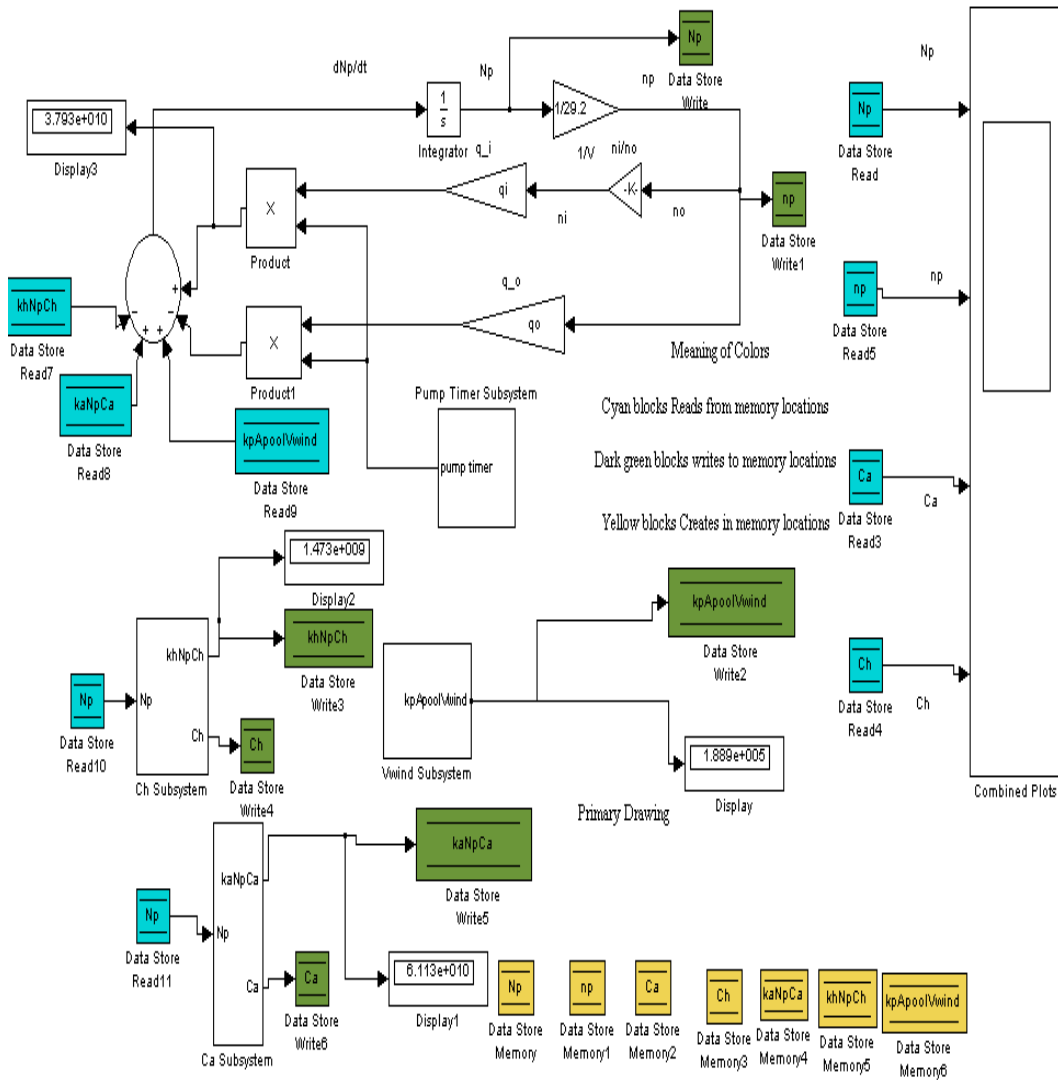 Np
Data Store
Write
dNp/dt
Np
np
Np
1
s
Integrator
1/29.2
1/V
3.793e+010
Display3
q_i
ni/no
qi
-K-
ni
no
np
Data Store
Write1
Np
Data Store
Read
X
Product
+
−
−
+ +
khNpCh
Data Store
Read7
q_o
qo
np
Data Store
Read5
np
X
Product1
Meaning of Colors
kaNpCa
Data Store
Read8
kpApoolVwind
Data Store
Read9
Pump Timer Subsystem
pump timer
Cyan blocks Reads from memory locations
Dark green blocks writes to memory locations
Yellow blocks Creates in memory locations
Ca
Data Store
Read3
Ca
1.473e+009
Display2
khNpCh
Data Store
Write3
khNpCh
Np
Ch
Ch Subsystem
Np
Data Store
Read10
Ch
Data Store
Write4
kpApoolVwind
Vwind Subsystem
kpApoolVwind
Data Store
Write2
1.889e+005
Display
Ch
Data Store
Read4
Ch
Combined Plots
Primary Drawing
kaNpCa
Np
Ca
Ca Subsystem
Np
Data Store
Read11
kaNpCa
Data Store
Write5
Ca
Data Store
Write6
6.113e+010
Display1
Np
Data Store
Memory
np
Data Store
Memory1
Ca
Data Store
Memory2
Ch
Data Store
Memory3
kaNpCa
Data Store
Memory4
khNpCh
Data Store
Memory5
kpApoolVwind
Data Store
Memory6